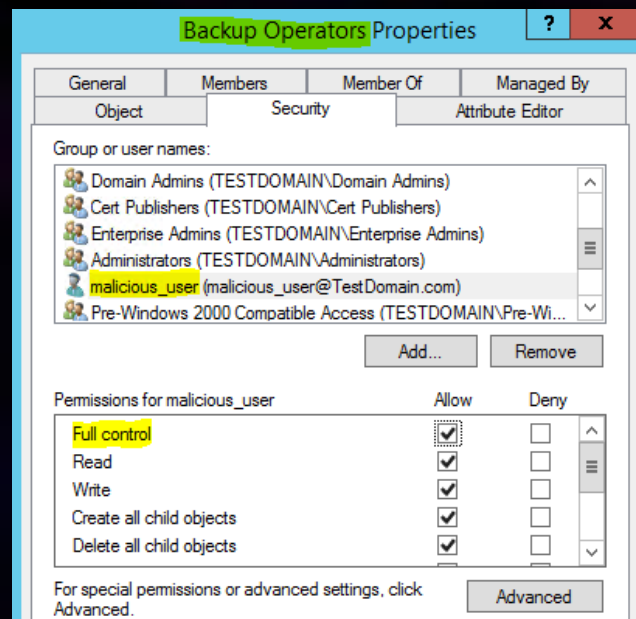 Backup Operators Properties
? x
General Members Member Of Managed By
Object Security Attribute Editor
Group or user names:
Domain Admins (TESTDOMAIN\Domain Admins)
Cert Publishers (TESTDOMAIN\Cert Publishers)
Enterprise Admins (TESTDOMAIN\Enterprise Admins)
Administrators (TESTDOMAIN\Administrators)
malicious_user (malicious_user@TestDomain.com)
Pre-Windows 2000 Compatible Access (TESTDOMAIN\Pre-Wi...
Add... Remove
Permissions for malicious_user Allow Deny
Full control
Read
Write
Create all child objects
Delete all child objects
For special permissions or advanced settings, click
Advanced.
Advanced